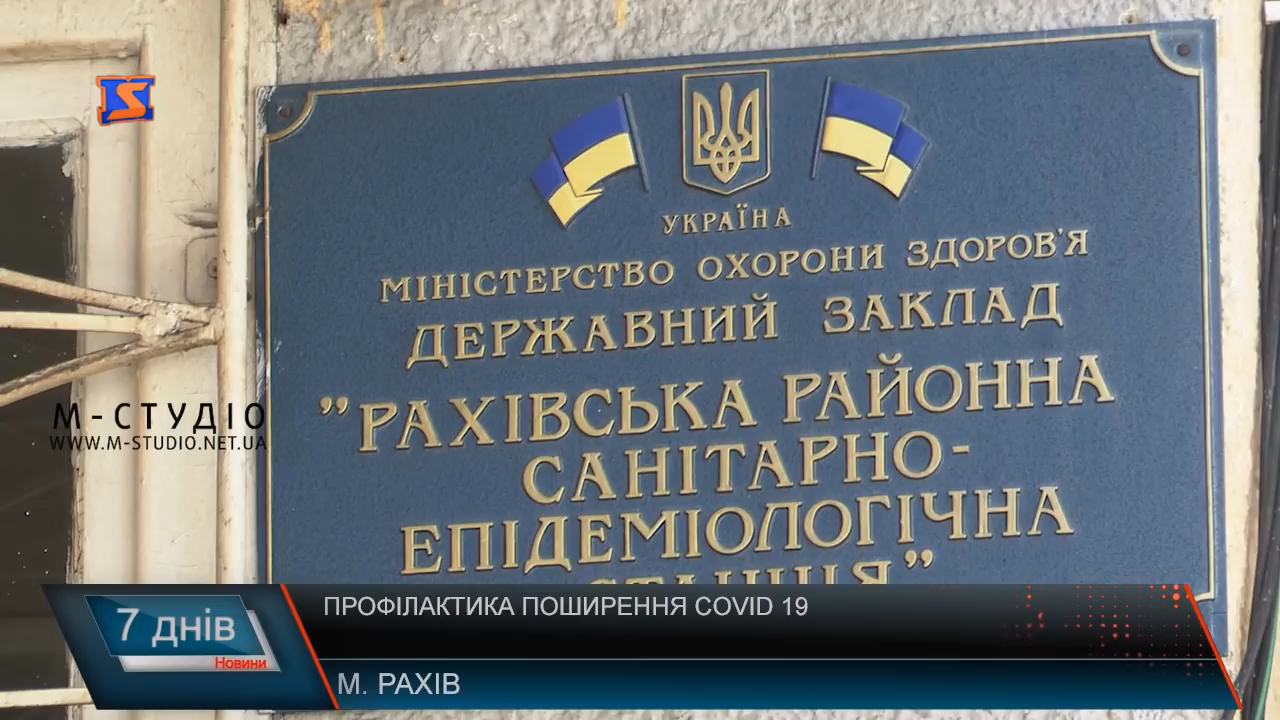 УКРАЇНА
МІНІСТЕРСТВО ОХОРОНИ ЗДОРОВ'Я
ДЕРЖАВНИЙ ЗАКЛАД
"РАХІВСЬКА РАЙОННА
САНІТАРНО-
ЕПІДЕМІОЛОГІЧНА
СТАНЦІЯ"
М-СТУДІО
WWW.M-STUDIO.NET.UA
7 днів
Новини
ПРОФІЛАКТИКА ПОШИРЕННЯ COVID 19
М. РАХІВ